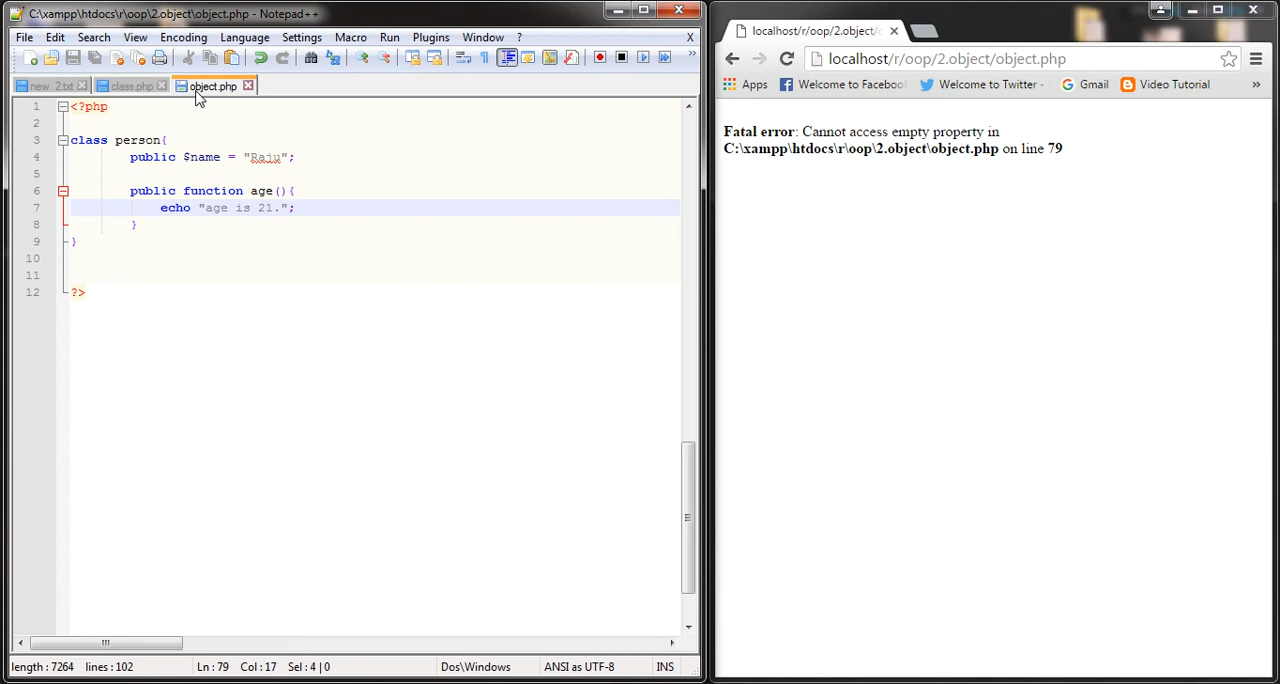 C:\xampp\htdocs\r\oop\2.object\object.php - Notepad++
File Edit Search View Encoding Language Settings Macro Run Plugins Window ? X
new 2.txt class.php object.php
1 <?php
2
3 class person{
4 public $name = "Raju";
5
6 public function age(){
7 echo "age is 21.";
8 }
9 }
10
11
12 ?>
length : 7264 lines : 102 Ln : 79 Col : 17 Sel : 4 | 0 Dos\Windows ANSI as UTF-8 INS
localhost/r/oop/2.object/
localhost/r/oop/2.object/object.php
Apps Welcome to Facebook Welcome to Twitter - Gmail Video Tutorial »
Fatal error: Cannot access empty property in
C:\xampp\htdocs\r\oop\2.object\object.php on line 79